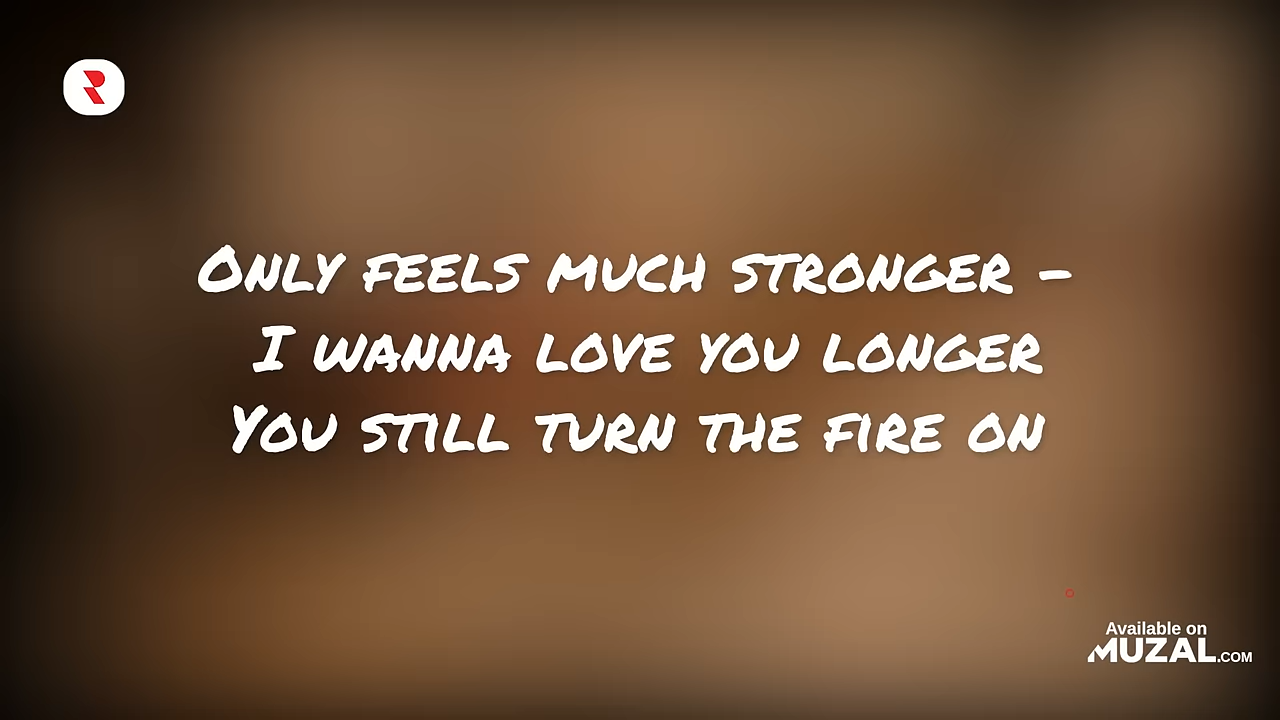 R
Only feels much stronger -
I wanna love you longer
You still turn the fire on
Available on
MUZAL.COM